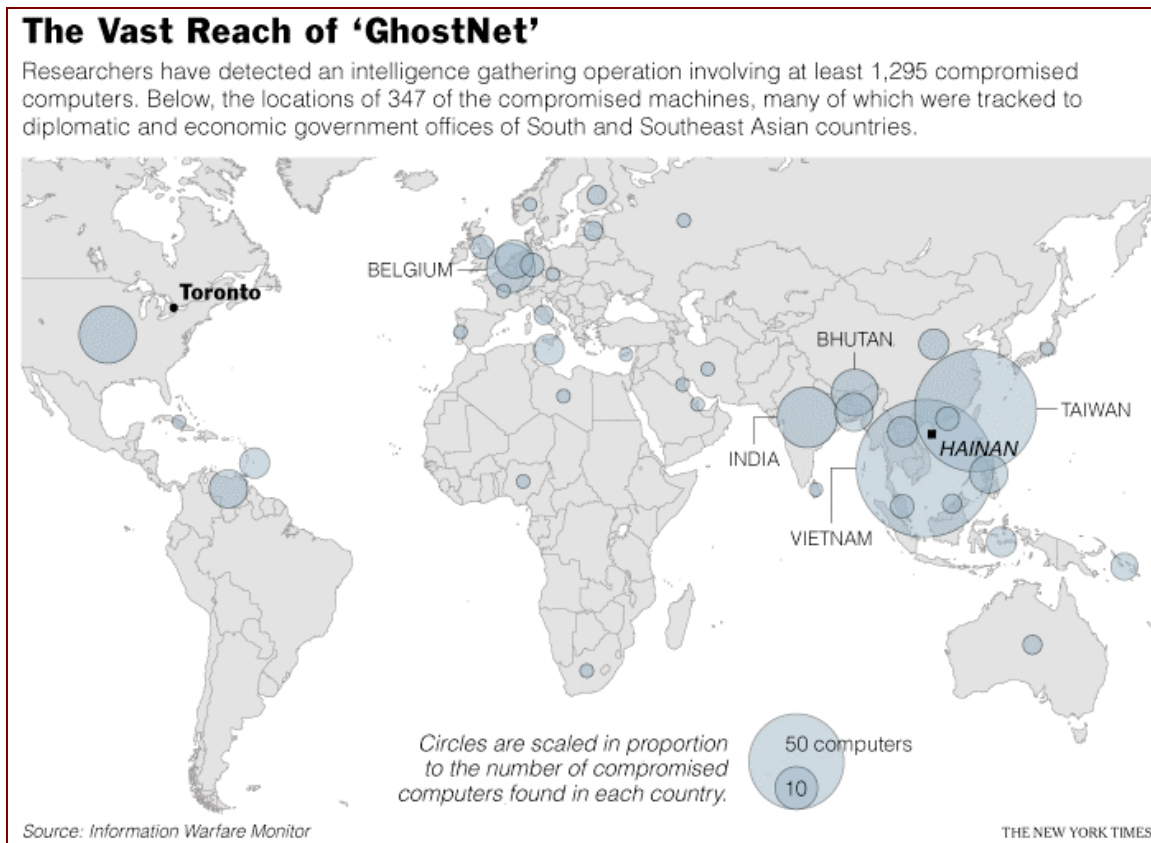 The Vast Reach of ‘GhostNet’
Researchers have detected an intelligence gathering operation involving at least 1,295 compromised
computers. Below, the locations of 347 of the compromised machines, many of which were tracked to
diplomatic and economic government offices of South and Southeast Asian countries.
BELGIUM
Toronto
BHUTAN
TAIWAN
INDIA
HAINAN
VIETNAM
Circles are scaled in proportion
to the number of compromised
computers found in each country.
50 computers
10
Source: Information Warfare Monitor
THE NEW YORK TIMES